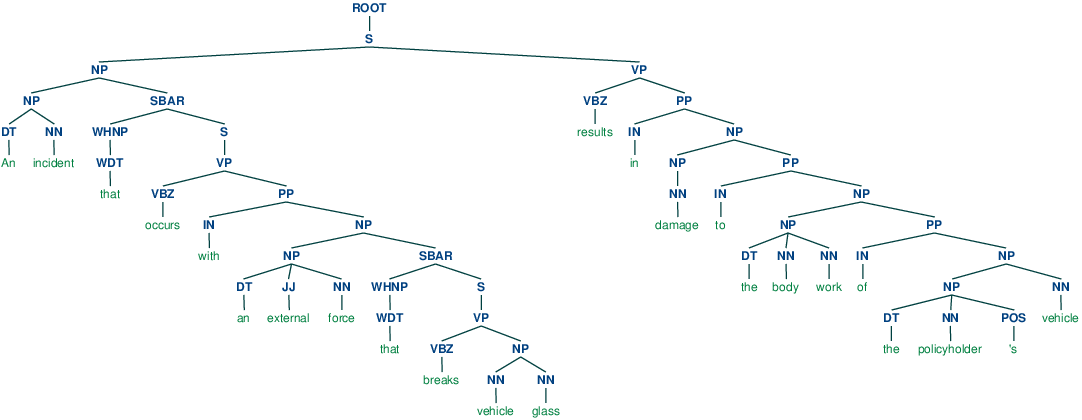 ROOT
S
NP VP
NP SBAR VBZ PP
DT NN WHNP S results IN NP
An incident WDT VP in NP PP
that VBZ PP NN IN NP
occurs IN NP damage to NP PP
with NP SBAR DT NN NN IN NP
DT JJ NN WHNP S the body work of NP NN
an external force WDT VP DT NN POS vehicle
that VBZ NP the policyholder 's
breaks NN NN
vehicle glass